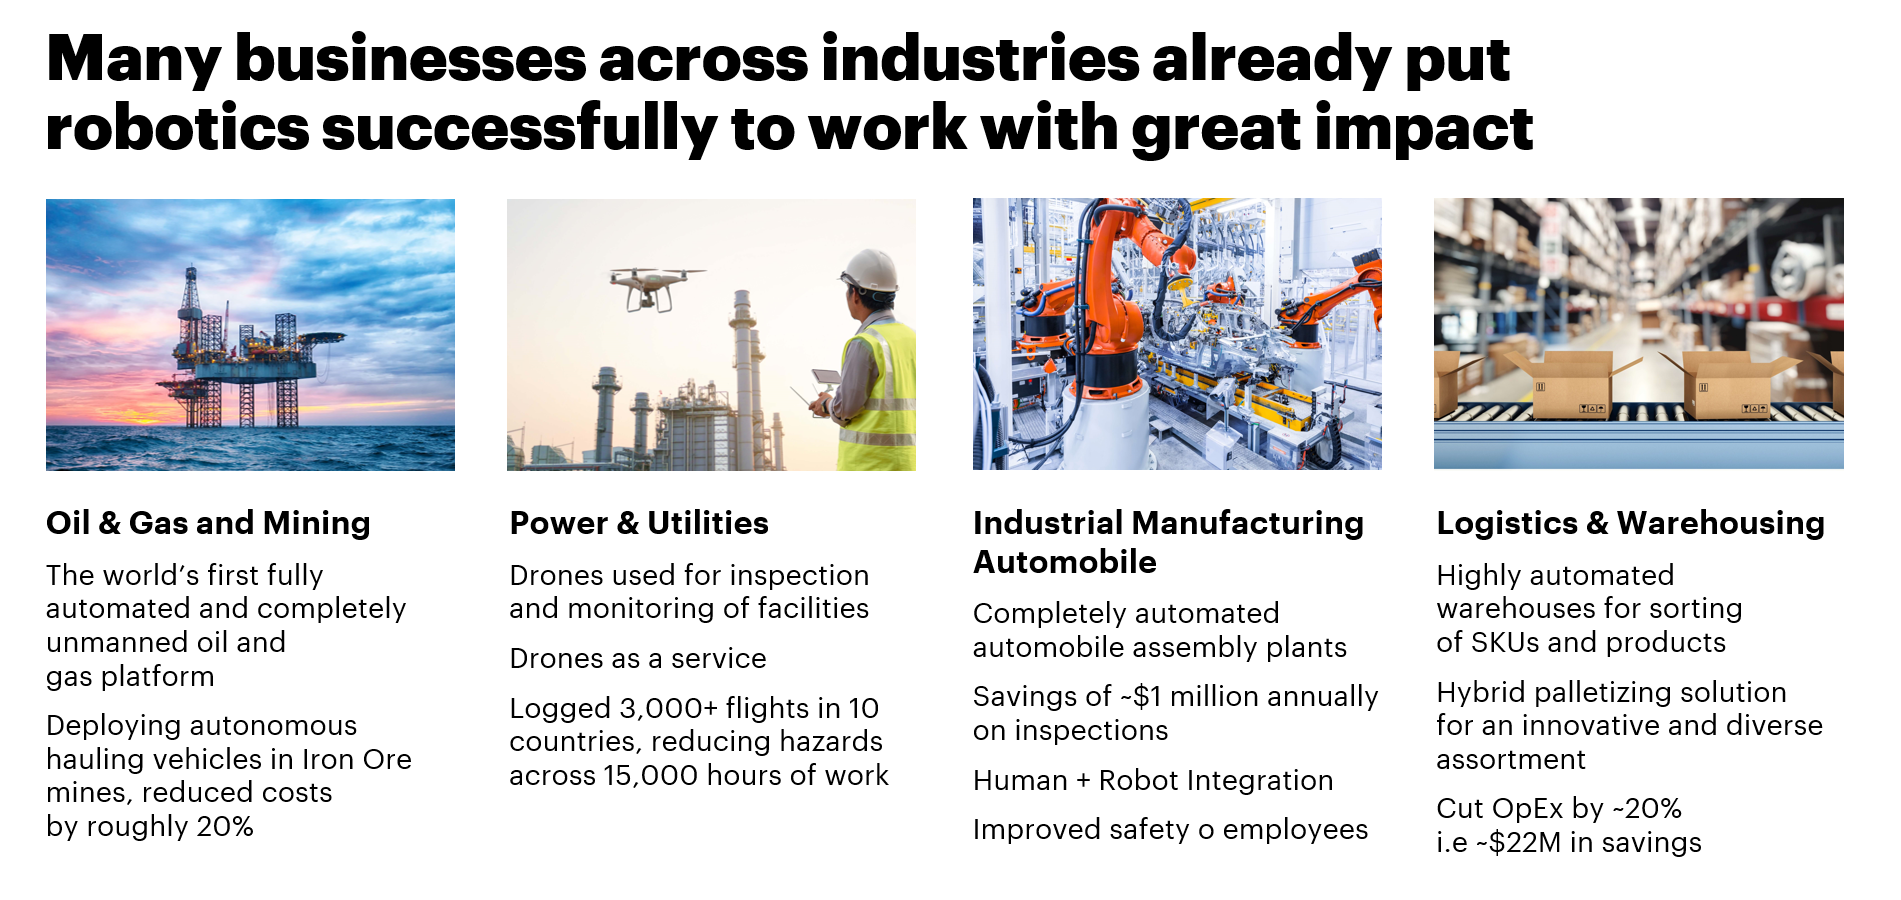 Many businesses across industries already put
robotics successfully to work with great impact
Oil & Gas and Mining
The world’s first fully
automated and completely
unmanned oil and
gas platform
Deploying autonomous
hauling vehicles in Iron Ore
mines, reduced costs
by roughly 20%
Power & Utilities
Drones used for inspection
and monitoring of facilities
Drones as a service
Logged 3,000+ flights in 10
countries, reducing hazards
across 15,000 hours of work
Industrial Manufacturing
Automobile
Completely automated
automobile assembly plants
Savings of ~$1 million annually
on inspections
Human + Robot Integration
Improved safety o employees
Logistics & Warehousing
Highly automated
warehouses for sorting
of SKUs and products
Hybrid palletizing solution
for an innovative and diverse
assortment
Cut OpEx by ~20%
i.e ~$22M in savings